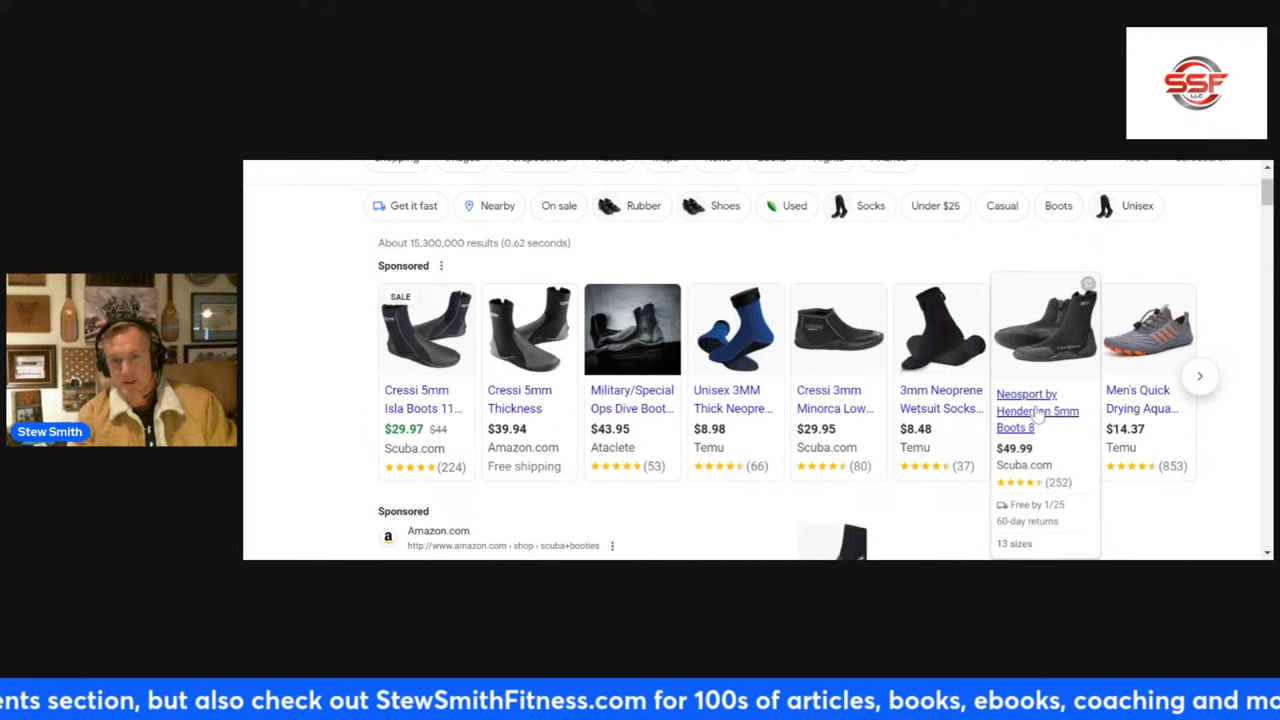 SSF
LLC
Get it fast
Nearby
On sale
Rubber
Shoes
Used
Socks
Under $25
Casual
Boots
Unisex
About 15,300,000 results (0.62 seconds)
Sponsored
SALE
Cressi 5mm
Isla Boots 11...
$29.97 $44
Scuba.com
(224)
Cressi 5mm
Thickness
$39.94
Amazon.com
Free shipping
Military/Special
Ops Dive Boot...
$43.95
Ataclete
(53)
Unisex 3MM
Thick Neopre...
$8.98
Temu
(66)
Cressi 3mm
Minorca Low...
$29.95
Scuba.com
(80)
3mm Neoprene
Wetsuit Socks...
$8.48
Temu
(37)
Neosport by
Henderson 5mm
Boots 8
$49.99
Scuba.com
(252)
Free by 1/25
60-day returns
13 sizes
Men's Quick
Drying Aqua...
$14.37
Temu
(853)
Sponsored
a
Amazon.com
http://www.amazon.com › shop › scuba+booties
Stew Smith
ents section, but also check out StewSmithFitness.com for 100s of articles, books, ebooks, coaching and mo